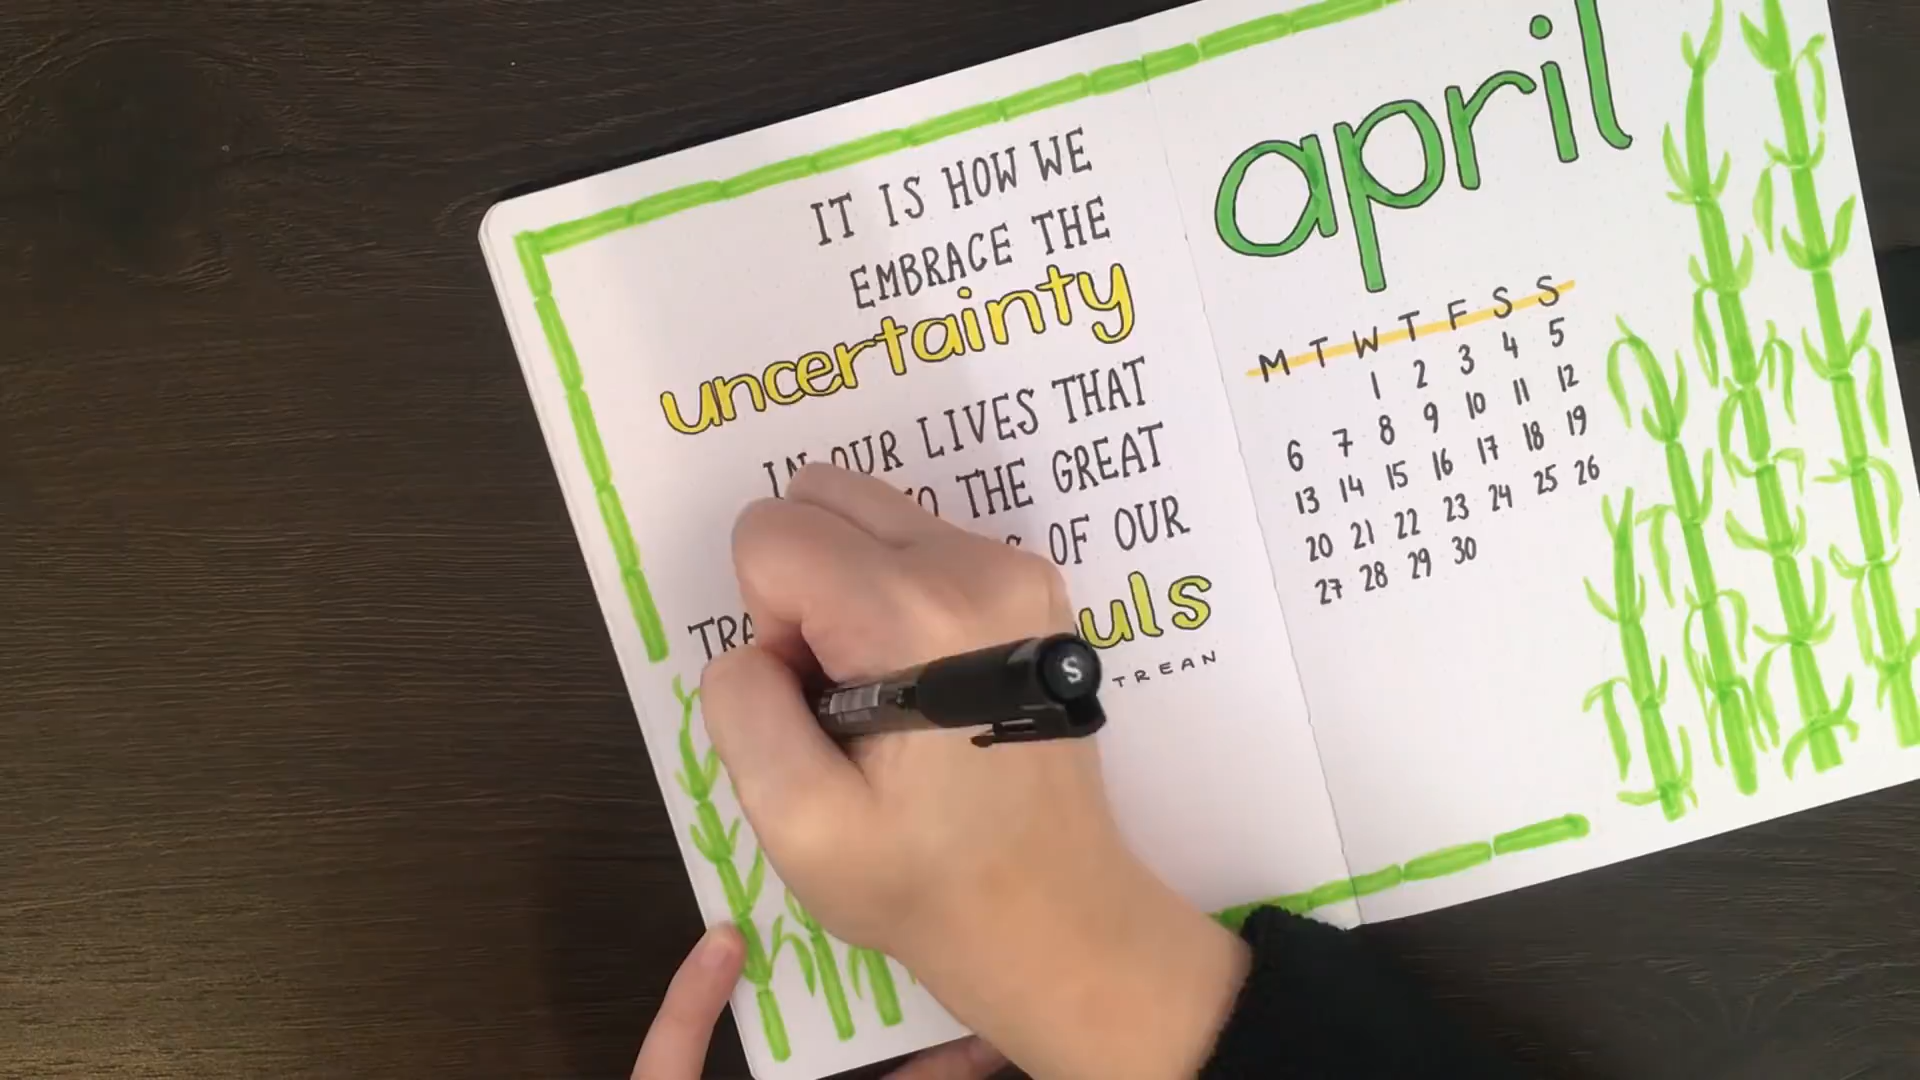 IT IS HOW WE
EMBRACE THE
uncertainty
IN OUR LIVES THAT
THE GREAT
OF OUR
TREAN
april
M T W T F S S
1 2 3 4 5
6 7 8 9 10 11 12
13 14 15 16 17 18 19
20 21 22 23 24 25 26
27 28 29 30
S